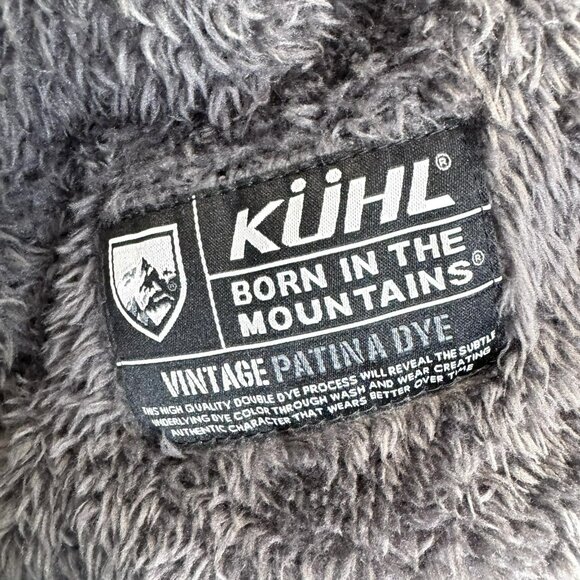 KÜHL®
BORN IN THE
MOUNTAINS®
VINTAGE PATINA DYE
THIS HIGH QUALITY DOUBLE DYE PROCESS WILL REVEAL THE SUBTLE
UNDERLYING DYE COLOR THROUGH WASH AND WEAR CREATING
AUTHENTIC CHARACTER THAT WEARS BETTER OVER TIME